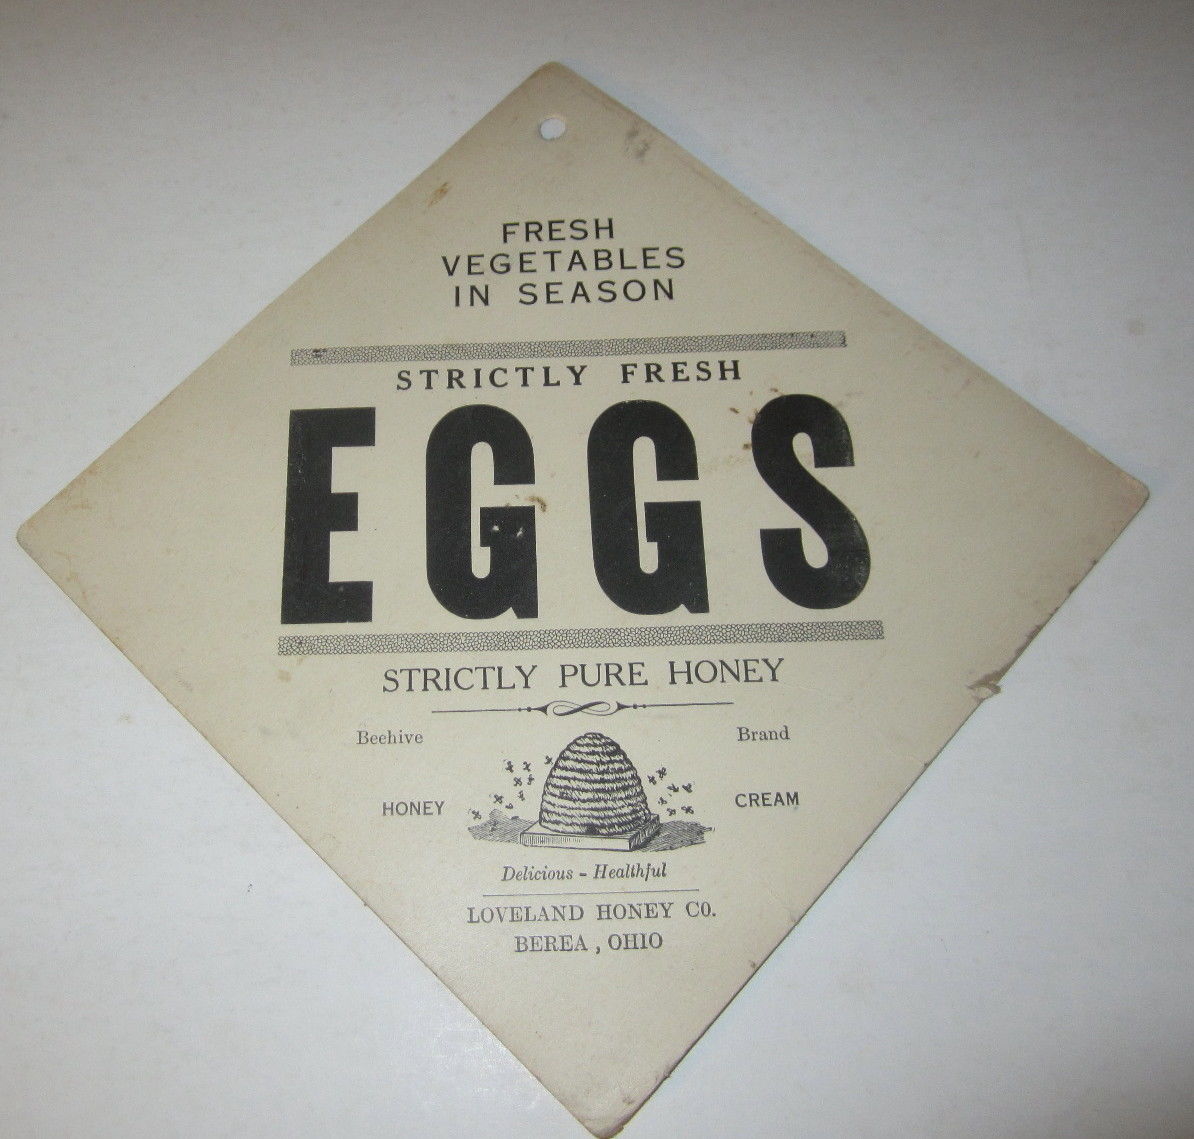 FRESH
VEGETABLES
IN SEASON
STRICTLY FRESH
EGGS
STRICTLY PURE HONEY
Beehive Brand
HONEY CREAM
Delicious - Healthful
LOVELAND HONEY CO.
BEREA, OHIO